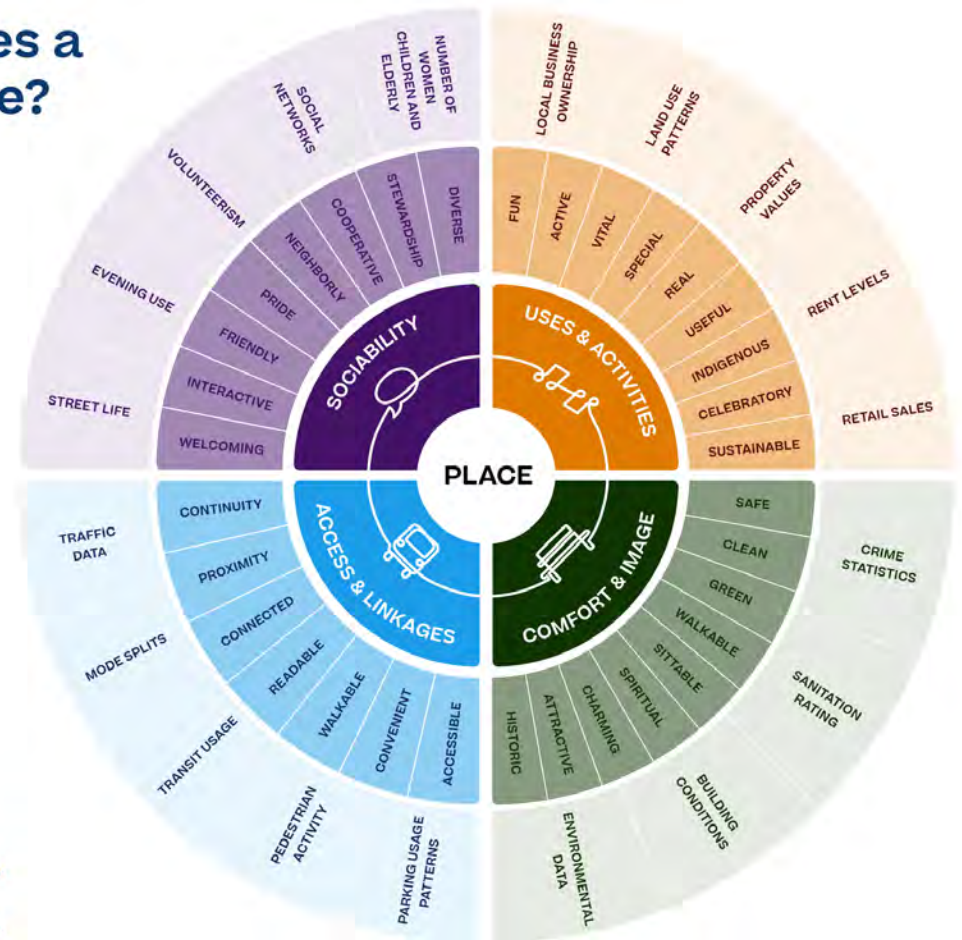 es a
e?
NUMBER OF
WOMEN
CHILDREN AND
ELDERLY
SOCIAL
NETWORKS
VOLUNTEERISM
EVENING USE
STREET LIFE
DIVERSE
STEWARDSHIP
COOPERATIVE
NEIGHBORLY
PRIDE
FRIENDLY
INTERACTIVE
WELCOMING
SOCIABILITY
LOCAL BUSINESS
OWNERSHIP
LAND USE
PATTERNS
PROPERTY
VALUES
RENT LEVELS
RETAIL SALES
FUN
ACTIVE
VITAL
SPECIAL
REAL
USEFUL
INDIGENOUS
CELEBRATORY
SUSTAINABLE
USES & ACTIVITIES
PLACE
ACCESS & LINKAGES
CONTINUITY
PROXIMITY
CONNECTED
READABLE
WALKABLE
CONVENIENT
ACCESSIBLE
TRAFFIC
DATA
MODE SPLITS
TRANSIT USAGE
PEDESTRIAN
ACTIVITY
PARKING USAGE
PATTERNS
COMFORT & IMAGE
SAFE
CLEAN
GREEN
WALKABLE
SITTABLE
SPIRITUAL
CHARMING
ATTRACTIVE
HISTORIC
CRIME
STATISTICS
SANITATION
RATING
BUILDING
CONDITIONS
ENVIRONMENTAL
DATA